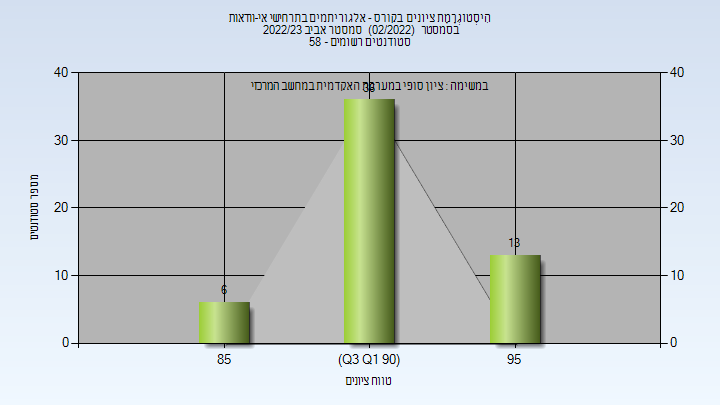 הִיסְטוֹגְרָמַת ציונים בקורס - אלגוריתמים בתרחישי אי-וודאות
בסמסטר (02/2022) סמסטר אביב 2022/23
סטודנטים רשומים - 58
במשימה : ציון סופי במערכת האקדמית במחשב המרכזי
40 40
30 30
20 20
10 10
0 0
6
13
מספר סטודנטים
85 (Q3 Q1 90) 95
טווח ציונים